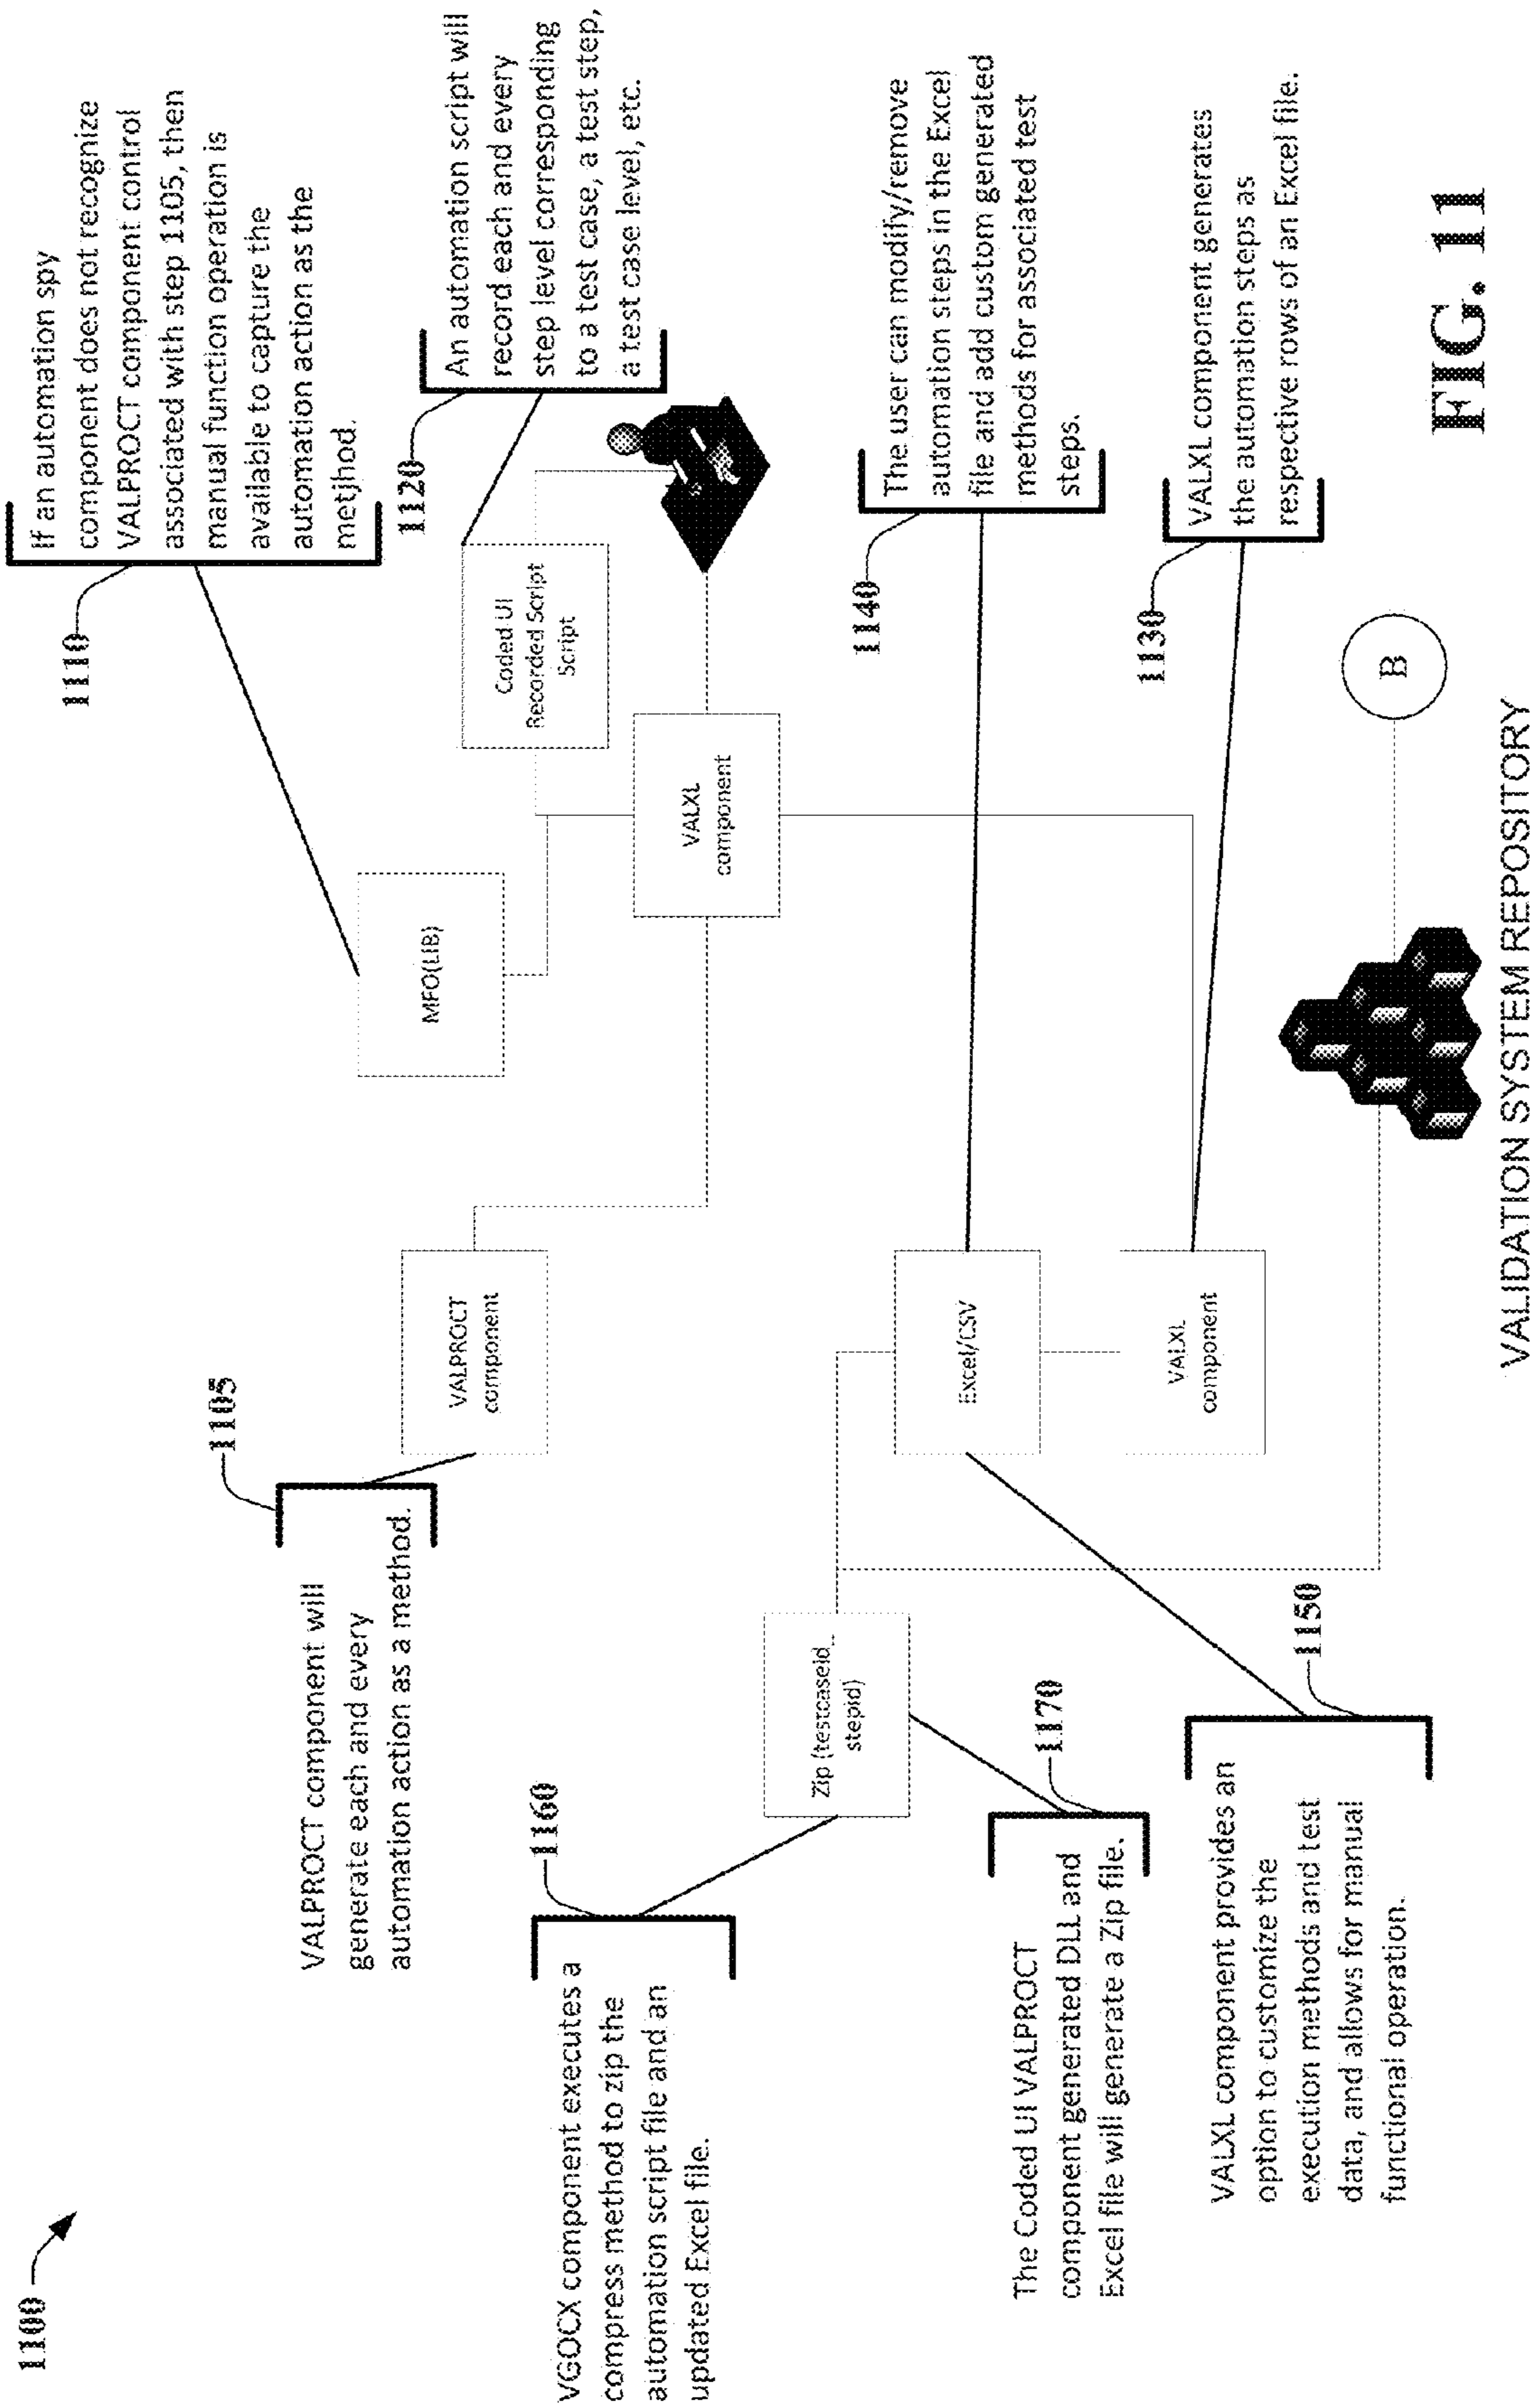 1100
1105
VALPROCT component will
generate each and every
automation action as a method.
VALPROCT
component
1110
If an automation spy
component does not recognize
VALPROCT component control
associated with step 1105, then
manual function operation is
available to capture the
automation action as the
metjhod.
MFO(LIB)
1120
An automation script will
record each and every
step level corresponding
to a test case, a test step,
a test case level, etc.
Coded UI
Recorded Script
Script
VALXL
component
1160
VGOCX component executes a
compress method to zip the
automation script file and an
updated Excel file.
Zip (testcaseid_
stepid)
1170
The Coded UI VALPROCT
component generated DLL and
Excel file will generate a Zip file.
1150
VALXL component provides an
option to customize the
execution methods and test
data, and allows for manual
functional operation.
Excel/CSV
1140
The user can modify/remove
automation steps in the Excel
file and add custom generated
methods for associated test
steps.
VALXL
component
1130
VALXL component generates
the automation steps as
respective rows of an Excel file.
B
VALIDATION SYSTEM REPOSITORY
FIG. 11